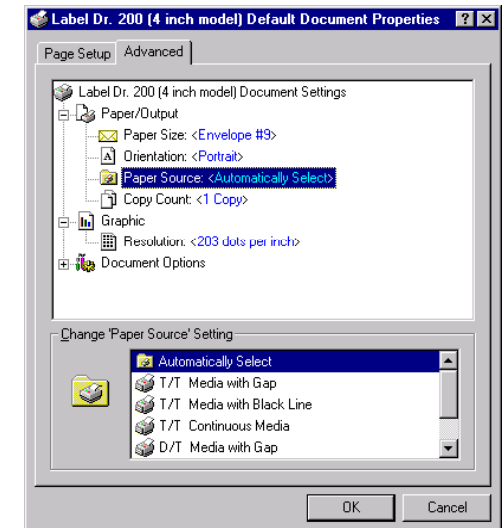 Label Dr. 200 (4 inch model) Default Document Properties
Page Setup
Advanced
Label Dr. 200 (4 inch model) Document Settings
Paper/Output
Paper Size: <Envelope #9>
Orientation: <Portrait>
Paper Source: <Automatically Select>
Copy Count: <1 Copy>
Graphic
Resolution: <203 dots per inch>
Document Options
Change 'Paper Source' Setting
Automatically Select
T/T Media with Gap
T/T Media with Black Line
T/T Continuous Media
D/T Media with Gap
OK
Cancel